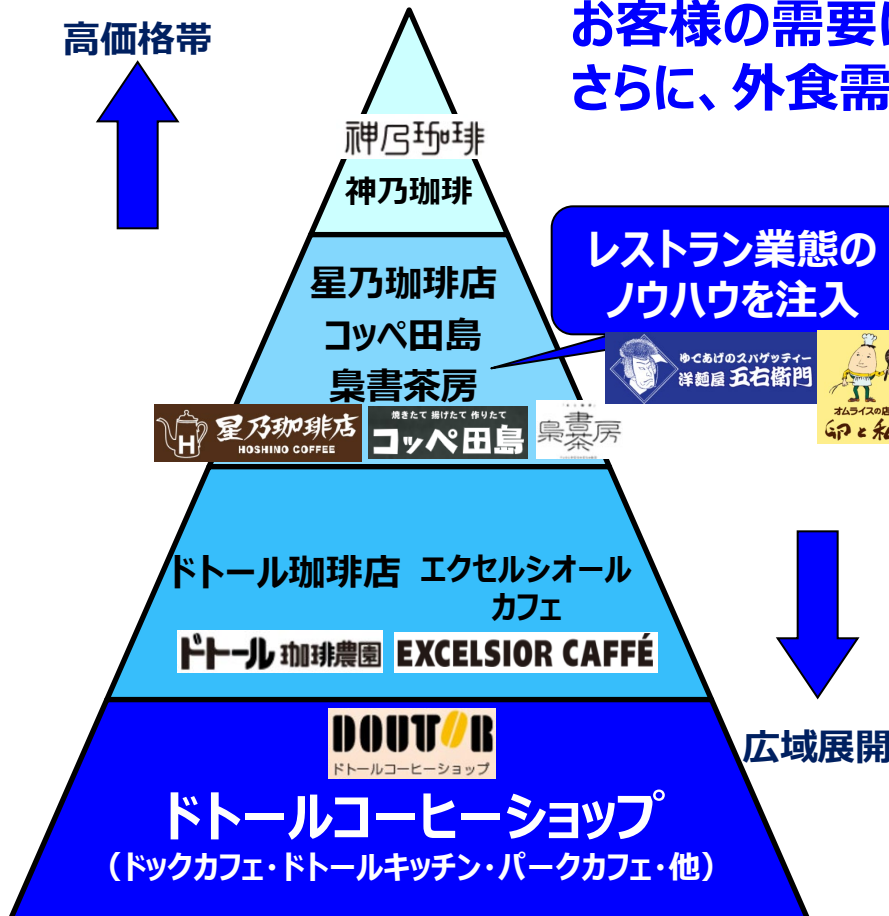 お客様の需要に
さらに、外食需
高価格帯
神乃珈琲
神乃珈琲
レストラン業態の
ノウハウを注入
星乃珈琲店
コッペ田島
梟書茶房
ゆであげのスパゲッティー
洋麺屋 五右衛門
オムライスの店
卵と私
H
星乃珈琲店
HOSHINO COFFEE
焼きたて 揚げたて 作りたて
コッペ田島
梟書茶房
ドトール珈琲店
エクセルシオール
カフェ
ドトール 珈琲農園
EXCELSIOR CAFFÉ
広域展開
DOUTOR
ドトールコーヒーショップ
ドトールコーヒーショップ
(ドックカフェ・ドトールキッチン・パークカフェ・他)